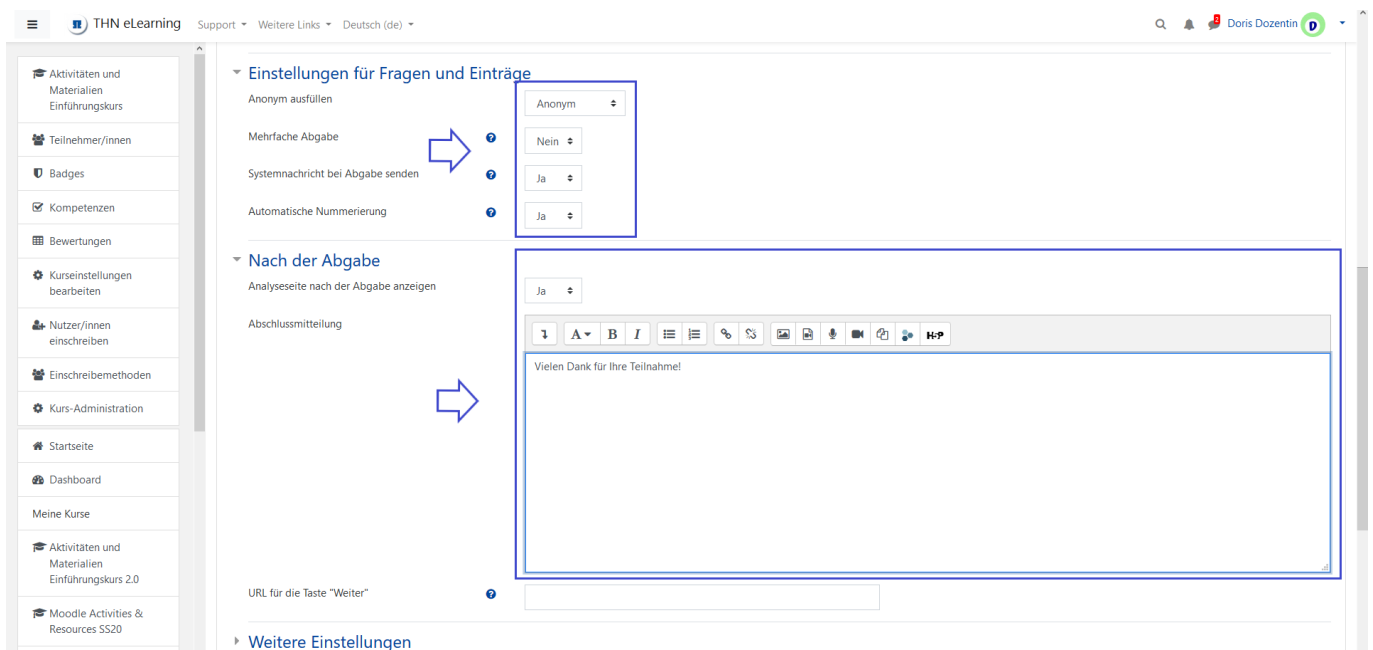 THN eLearning Support Weitere Links Deutsch (de) 2 Doris Dozentin D
Aktivitäten und
Materialien
Einführungskurs
Teilnehmer/innen
Badges
Kompetenzen
Bewertungen
Kurseinstellungen
bearbeiten
Nutzer/innen
einschreiben
Einschreibemethoden
Kurs-Administration
Startseite
Dashboard
Meine Kurse
Aktivitäten und
Materialien
Einführungskurs 2.0
Moodle Activities &
Resources SS20
Einstellungen für Fragen und Einträge
Anonym ausfüllen Anonym
Mehrfache Abgabe ? Nein
Systemnachricht bei Abgabe senden ? Ja
Automatische Nummerierung ? Ja
Nach der Abgabe
Analyseseite nach der Abgabe anzeigen Ja
Abschlussmitteilung
A B I H-P
Vielen Dank für Ihre Teilnahme!
URL für die Taste "Weiter" ?
Weitere Einstellungen